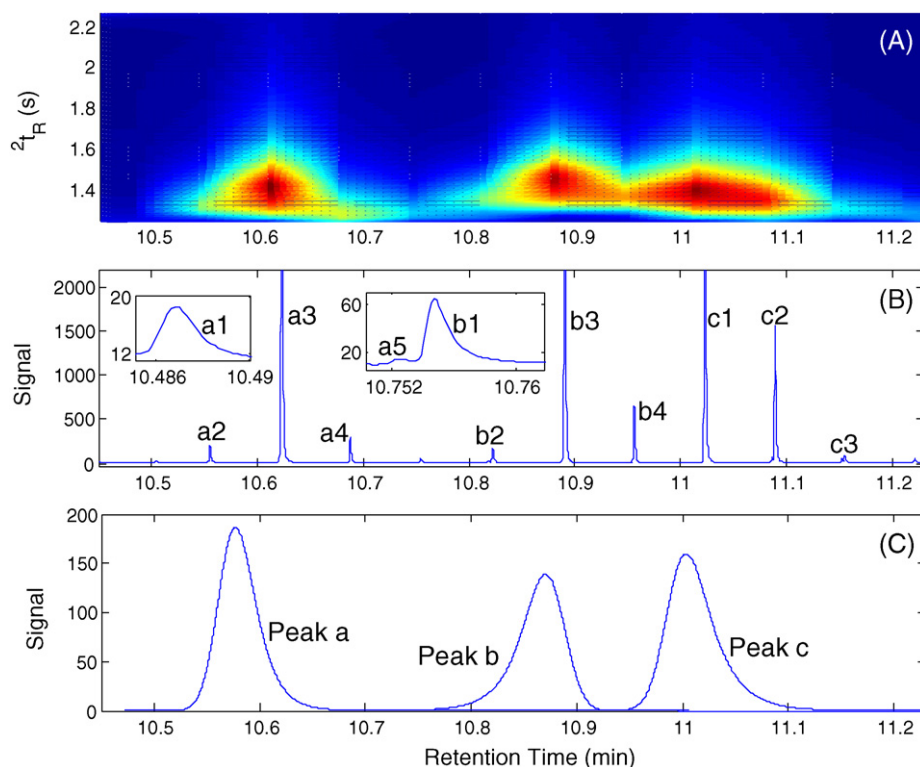 (A)
²tR (s)
2.2
2
1.8
1.6
1.4
10.5 10.6 10.7 10.8 10.9 11 11.1 11.2
(B)
Signal
2000
1500
1000
500
0
20
12
a1
10.486 10.49
60
20
a5
b1
10.752 10.76
a2
a3
a4
b2
b3
b4
c1
c2
c3
10.5 10.6 10.7 10.8 10.9 11 11.1 11.2
(C)
Signal
200
150
100
50
0
Peak a
Peak b
Peak c
10.5 10.6 10.7 10.8 10.9 11 11.1 11.2
Retention Time (min)